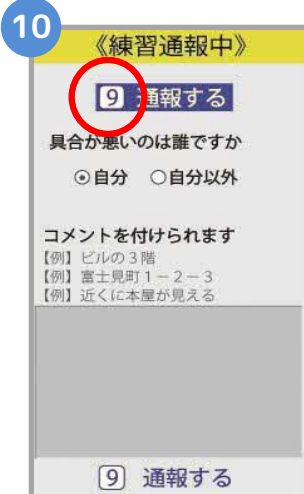 10
《練習通報中》
9 通報する
具合が悪いのは誰ですか
◉自分 ○自分以外
コメントを付けられます
【例】ビルの3階
【例】富士見町1－2－3
【例】近くに本屋が見える
9 通報する